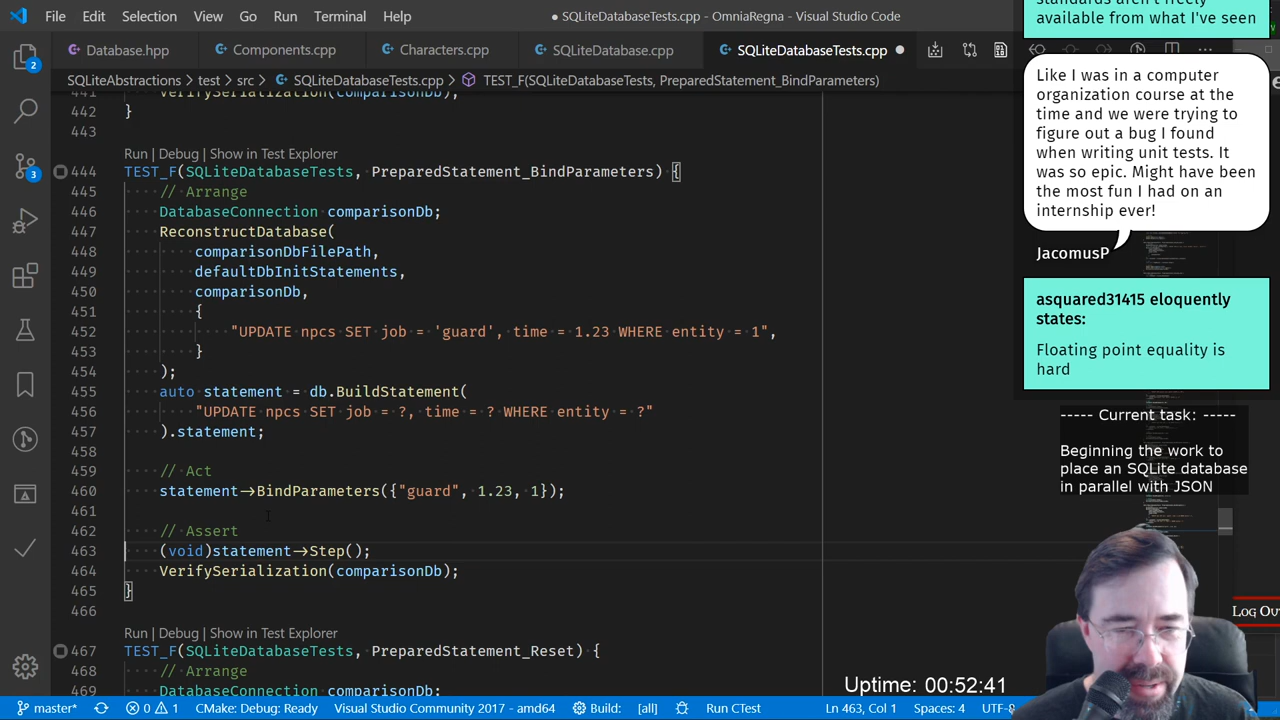 File Edit Selection View Go Run Terminal Help
● SQLiteDatabaseTests.cpp - OmniaRegna - Visual Studio Code
Database.hpp Components.cpp Characters.cpp SQLiteDatabase.cpp SQLiteDatabaseTests.cpp
SQLiteAbstractions > test > src > SQLiteDatabaseTests.cpp > TEST_F(SQLiteDatabaseTests, PreparedStatement_BindParameters)
441 VerifySerialization(comparisonDb);
442 }
443
Run | Debug | Show in Test Explorer
444 TEST_F(SQLiteDatabaseTests, PreparedStatement_BindParameters) {
445 // Arrange
446 DatabaseConnection comparisonDb;
447 ReconstructDatabase(
448 comparisonDbFilePath,
449 defaultDbInitStatements,
450 comparisonDb,
451 {
452 "UPDATE npcs SET job = 'guard', time = 1.23 WHERE entity = 1",
453 }
454 );
455 auto statement = db.BuildStatement(
456 "UPDATE npcs SET job = ?, time = ? WHERE entity = ?"
457 ).statement;
458
459 // Act
460 statement->BindParameters({"guard", 1.23, 1});
461
462 // Assert
463 (void)statement->Step();
464 VerifySerialization(comparisonDb);
465 }
466
Run | Debug | Show in Test Explorer
467 TEST_F(SQLiteDatabaseTests, PreparedStatement_Reset) {
468 // Arrange
469 DatabaseConnection comparisonDb;
2
3
standards aren't freely
available from what I've seen
Like I was in a computer
organization course at the
time and we were trying to
figure out a bug I found
when writing unit tests. It
was so epic. Might have been
the most fun I had on an
internship ever!
JacomusP
asquared31415 eloquently
states:
Floating point equality is
hard
----- Current task: -----
Beginning the work to
place an SQLite database
in parallel with JSON
Log Ou
Uptime: 00:52:41
master* 0 1 CMake: Debug: Ready Visual Studio Community 2017 - amd64 Build: [all] Run CTest Ln 463, Col 1 Spaces: 4 UTF-8